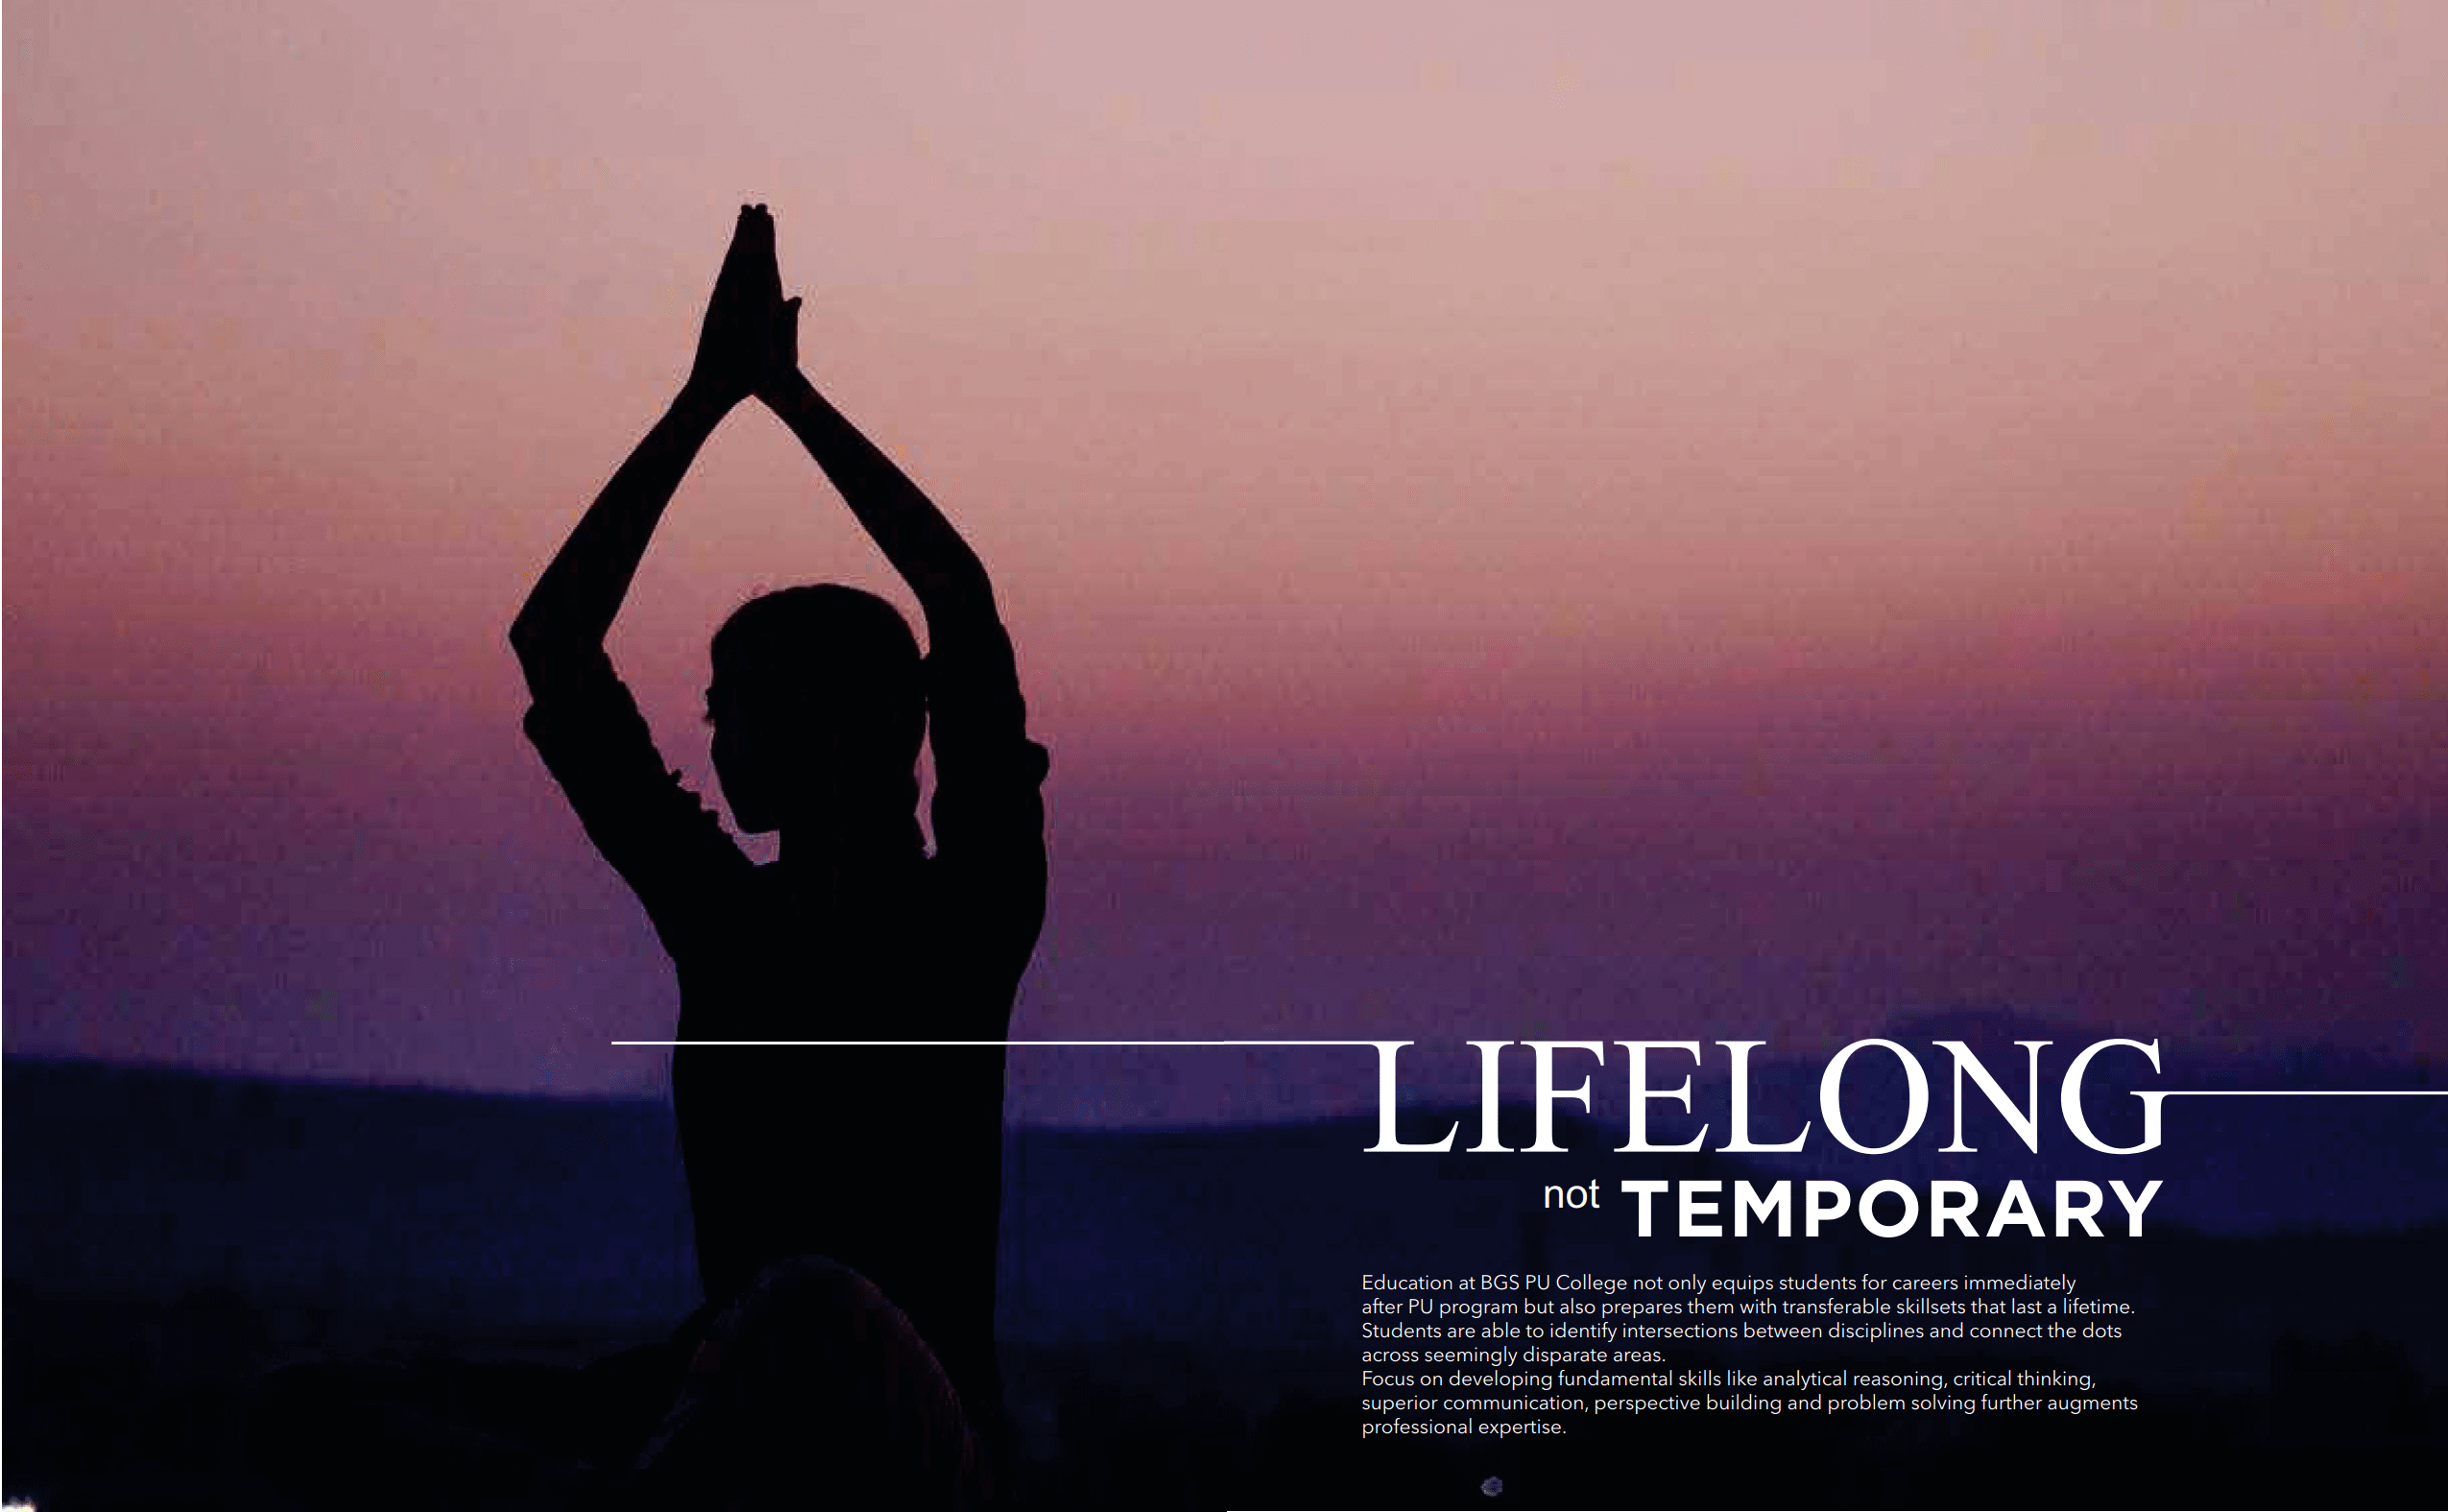 LIFELONG
not TEMPORARY
Education at BGS PU College not only equips students for careers immediately
after PU program but also prepares them with transferable skillsets that last a lifetime.
Students are able to identify intersections between disciplines and connect the dots
across seemingly disparate areas.
Focus on developing fundamental skills like analytical reasoning, critical thinking,
superior communication, perspective building and problem solving further augments
professional expertise.